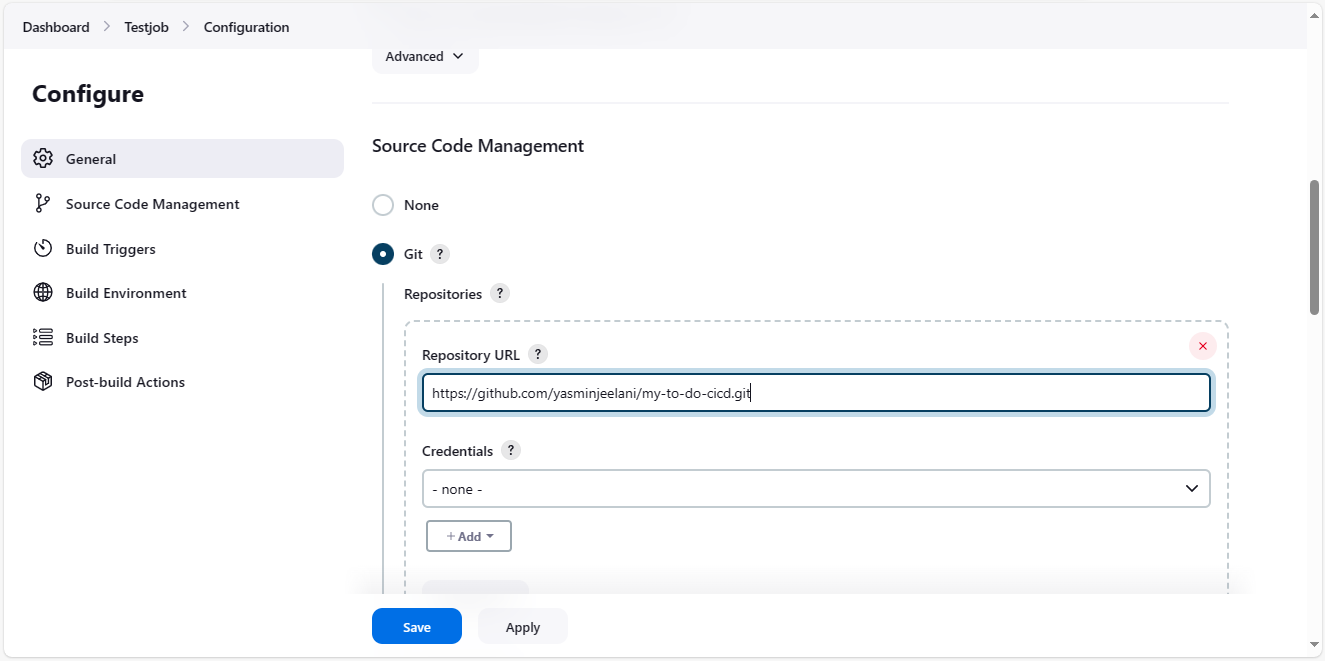 Dashboard > Testjob > Configuration
Advanced
Configure
General
Source Code Management
Build Triggers
Build Environment
Build Steps
Post-build Actions
Source Code Management
None
Git ?
Repositories ?
Repository URL ?
https://github.com/yasminjeelani/my-to-do-cicd.git
Credentials ?
- none -
+ Add
Save
Apply